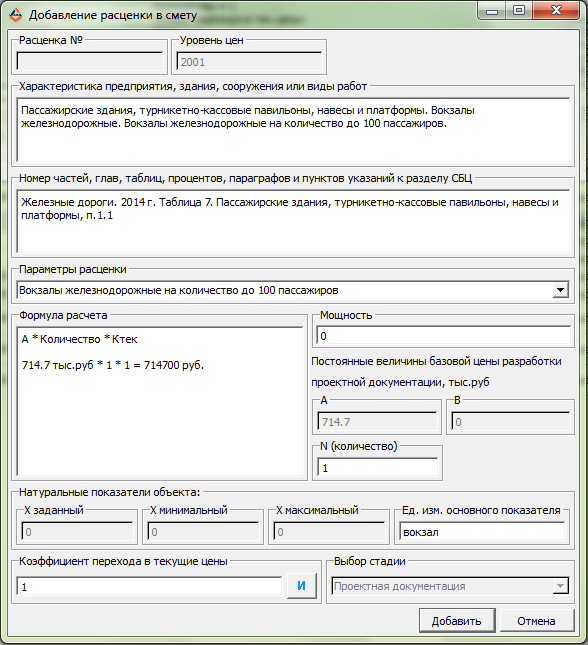 Добавление расценки в смету
Расценка № Уровень цен
2001
Характеристика предприятия, здания, сооружения или виды работ
Пассажирские здания, турникетно-кассовые павильоны, навесы и платформы. Вокзалы
железнодорожные. Вокзалы железнодорожные на количество до 100 пассажиров.
Номер частей, глав, таблиц, процентов, параграфов и пунктов указаний к разделу СБЦ
Железные дороги. 2014 г. Таблица 7. Пассажирские здания, турникетно-кассовые павильоны, навесы и
платформы, п.1.1
Параметры расценки
Вокзалы железнодорожные на количество до 100 пассажиров
Формула расчета
А * Количество * Ктек
714.7 тыс.руб * 1 * 1 = 714700 руб.
Мощность
0
Постоянные величины базовой цены разработки
проектной документации, тыс.руб
А В
714.7 0
N (количество)
1
Натуральные показатели объекта:
Х заданный Х минимальный Х максимальный Ед. изм. основного показателя
0 0 0 вокзал
Коэффициент перехода в текущие цены Выбор стадии
1 И Проектная документация
Добавить Отмена